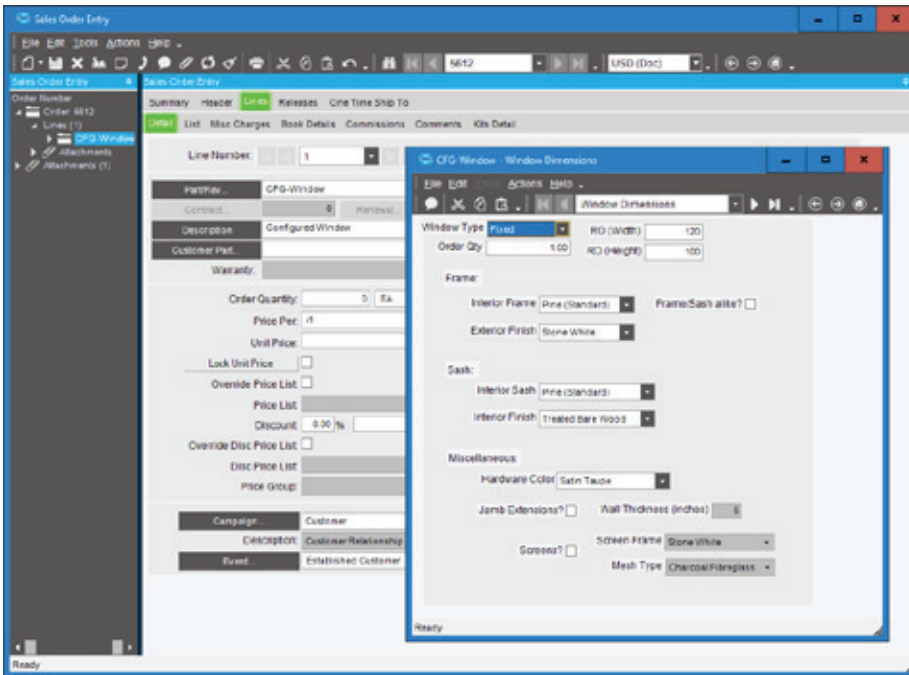 Sales Order Entry
File Edit Tools Actions Help
5612 USD (Doc)
Sales Order Entry
Order Number
Order 5612
Lines (1)
CFG-Window
Attachments
Attachments (1)
Sales Order Entry
Summary Header Lines Releases One Time Ship To
Detail List Misc Charges Book Details Commissions Comments Kits Detail
Line Number: 1
Part/Rev... CFG-Window
Contract... 0 Renewal...
Description Configured Window
Customer Part...
Warranty:
Order Quantity: 0 EA
Price Per: /1
Unit Price:
Lock Unit Price
Override Price List:
Price List:
Discount: 0.00 %
Override Disc Price List:
Disc Price List:
Price Group:
Campaign... Customer
Description: Customer Relationship
Event... Established Customer
Ready
CFG-Window - Window Dimensions
File Edit Tools Actions Help
Window Dimensions
Window Type Fixed RO (Width) 120
Order Qty 1.00 RO (Height) 100
Frame:
Interior Frame Pine (Standard) Frame/Sash alike?
Exterior Finish Stone White
Sash:
Interior Sash Pine (Standard)
Interior Finish Treated Bare Wood
Miscellaneous:
Hardware Color Satin Taupe
Jamb Extensions? Wall Thickness (inches) 6
Screens? Screen Frame Stone White
Mesh Type Charcoal Fibreglass
Ready